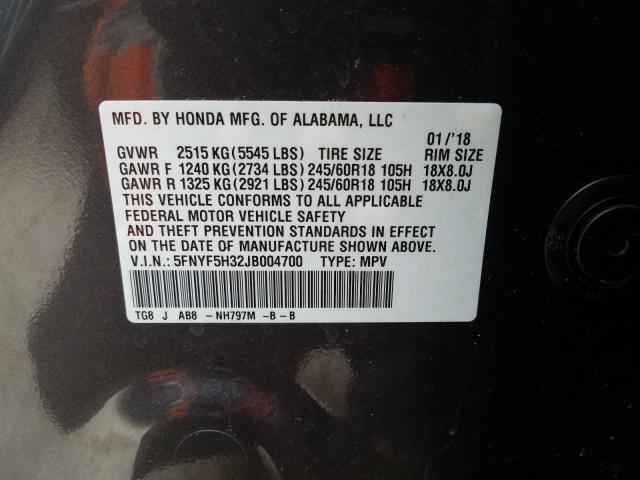 MFD. BY HONDA MFG. OF ALABAMA, LLC
01/'18
GVWR 2515 KG(5545 LBS) TIRE SIZE RIM SIZE
GAWR F 1240 KG(2734 LBS) 245/60R18 105H 18X8.0J
GAWR R 1325 KG(2921 LBS) 245/60R18 105H 18X8.0J
THIS VEHICLE CONFORMS TO ALL APPLICABLE
FEDERAL MOTOR VEHICLE SAFETY
AND THEFT PREVENTION STANDARDS IN EFFECT
ON THE DATE OF MANUFACTURE SHOWN ABOVE.
V.I.N.: 5FNYF5H32JB004700 TYPE: MPV
TG8 J AB8 -NH797M -B -B